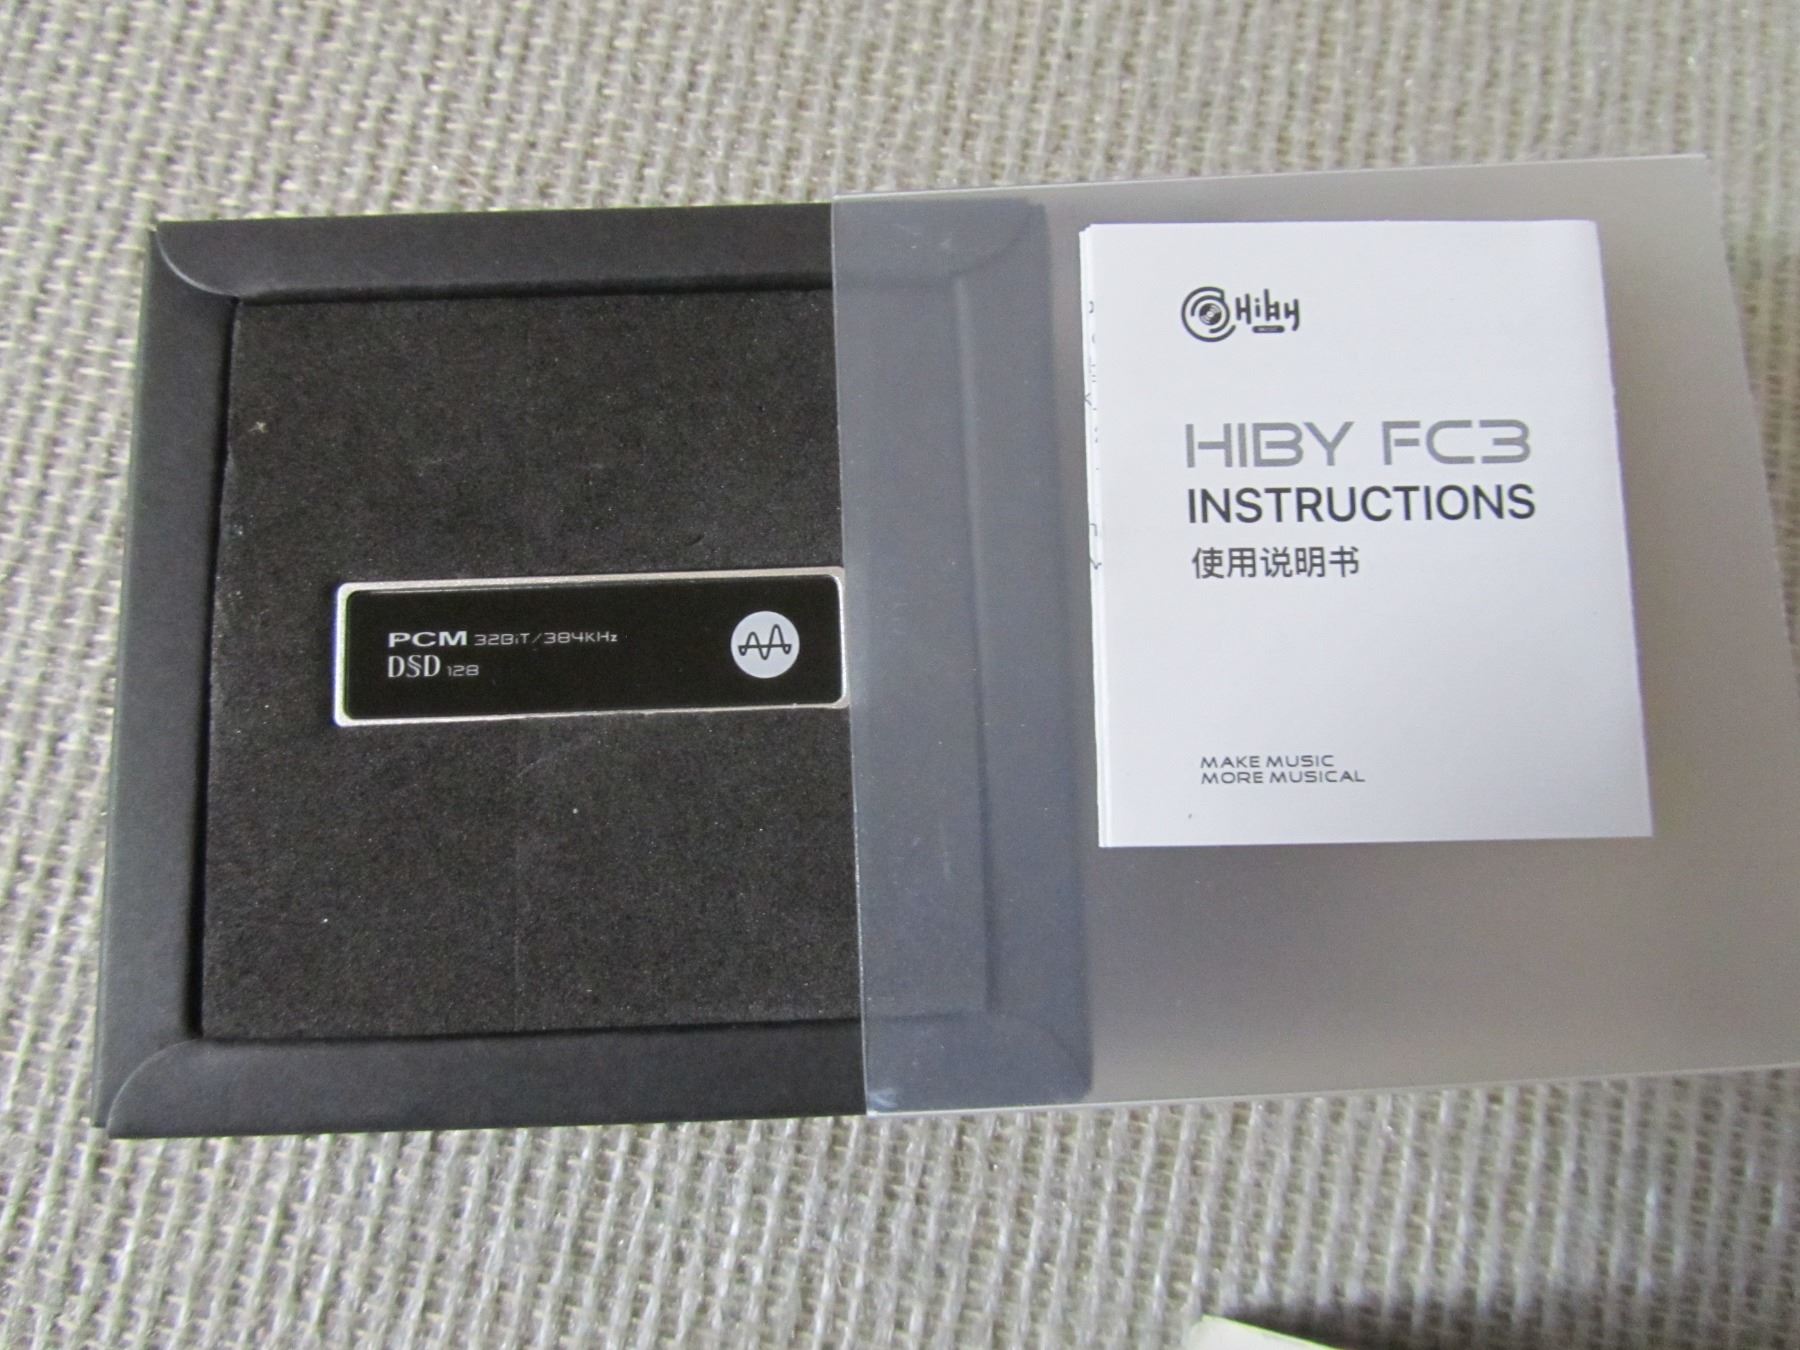 PCM 32BiT/384KHz
DSD 128
Hiby
HIBY FC3
INSTRUCTIONS
使用说明书
MAKE MUSIC
MORE MUSICAL